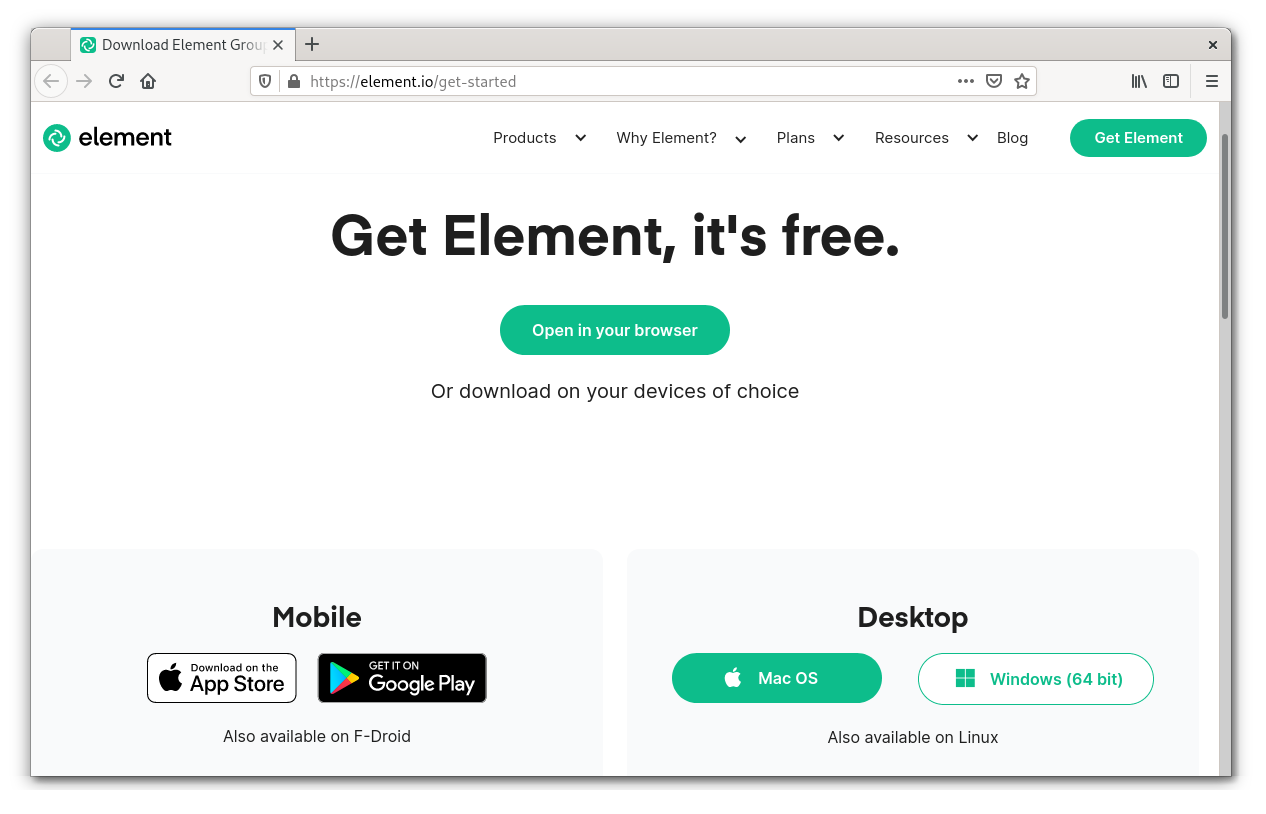 Download Element Grou
https://element.io/get-started
element
Products Why Element? Plans Resources Blog Get Element
Get Element, it's free.
Open in your browser
Or download on your devices of choice
Mobile
Desktop
Download on the
App Store
GET IT ON
Google Play
Mac OS
Windows (64 bit)
Also available on F-Droid
Also available on Linux